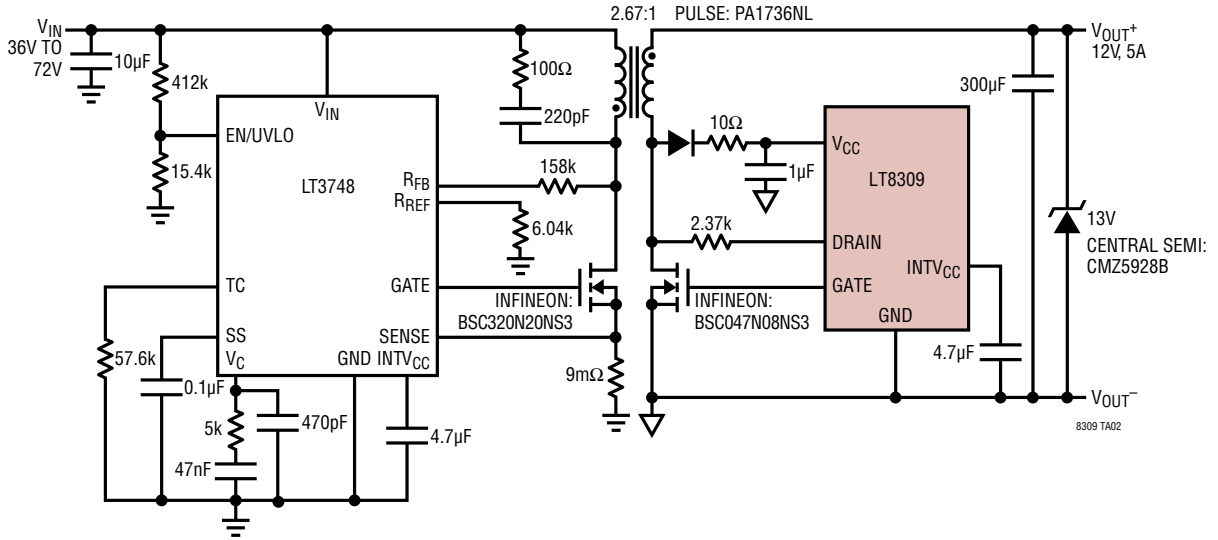 2.67:1 PULSE: PA1736NL
VIN
36V TO
72V
10µF
412k
15.4k
VIN
EN/UVLO
LT3748
RFB
RREF
TC
GATE
SS
SENSE
VC
GND INTVCC
100Ω
220pF
158k
6.04k
INFINEON:
BSC320N20NS3
9mΩ
57.6k
0.1µF
5k
470pF
47nF
4.7µF
10Ω
1µF
2.37k
INFINEON:
BSC047N08NS3
VCC
LT8309
DRAIN
INTVCC
GATE
GND
4.7µF
300µF
VOUT+
12V, 5A
13V
CENTRAL SEMI:
CMZ5928B
VOUT–
8309 TA02